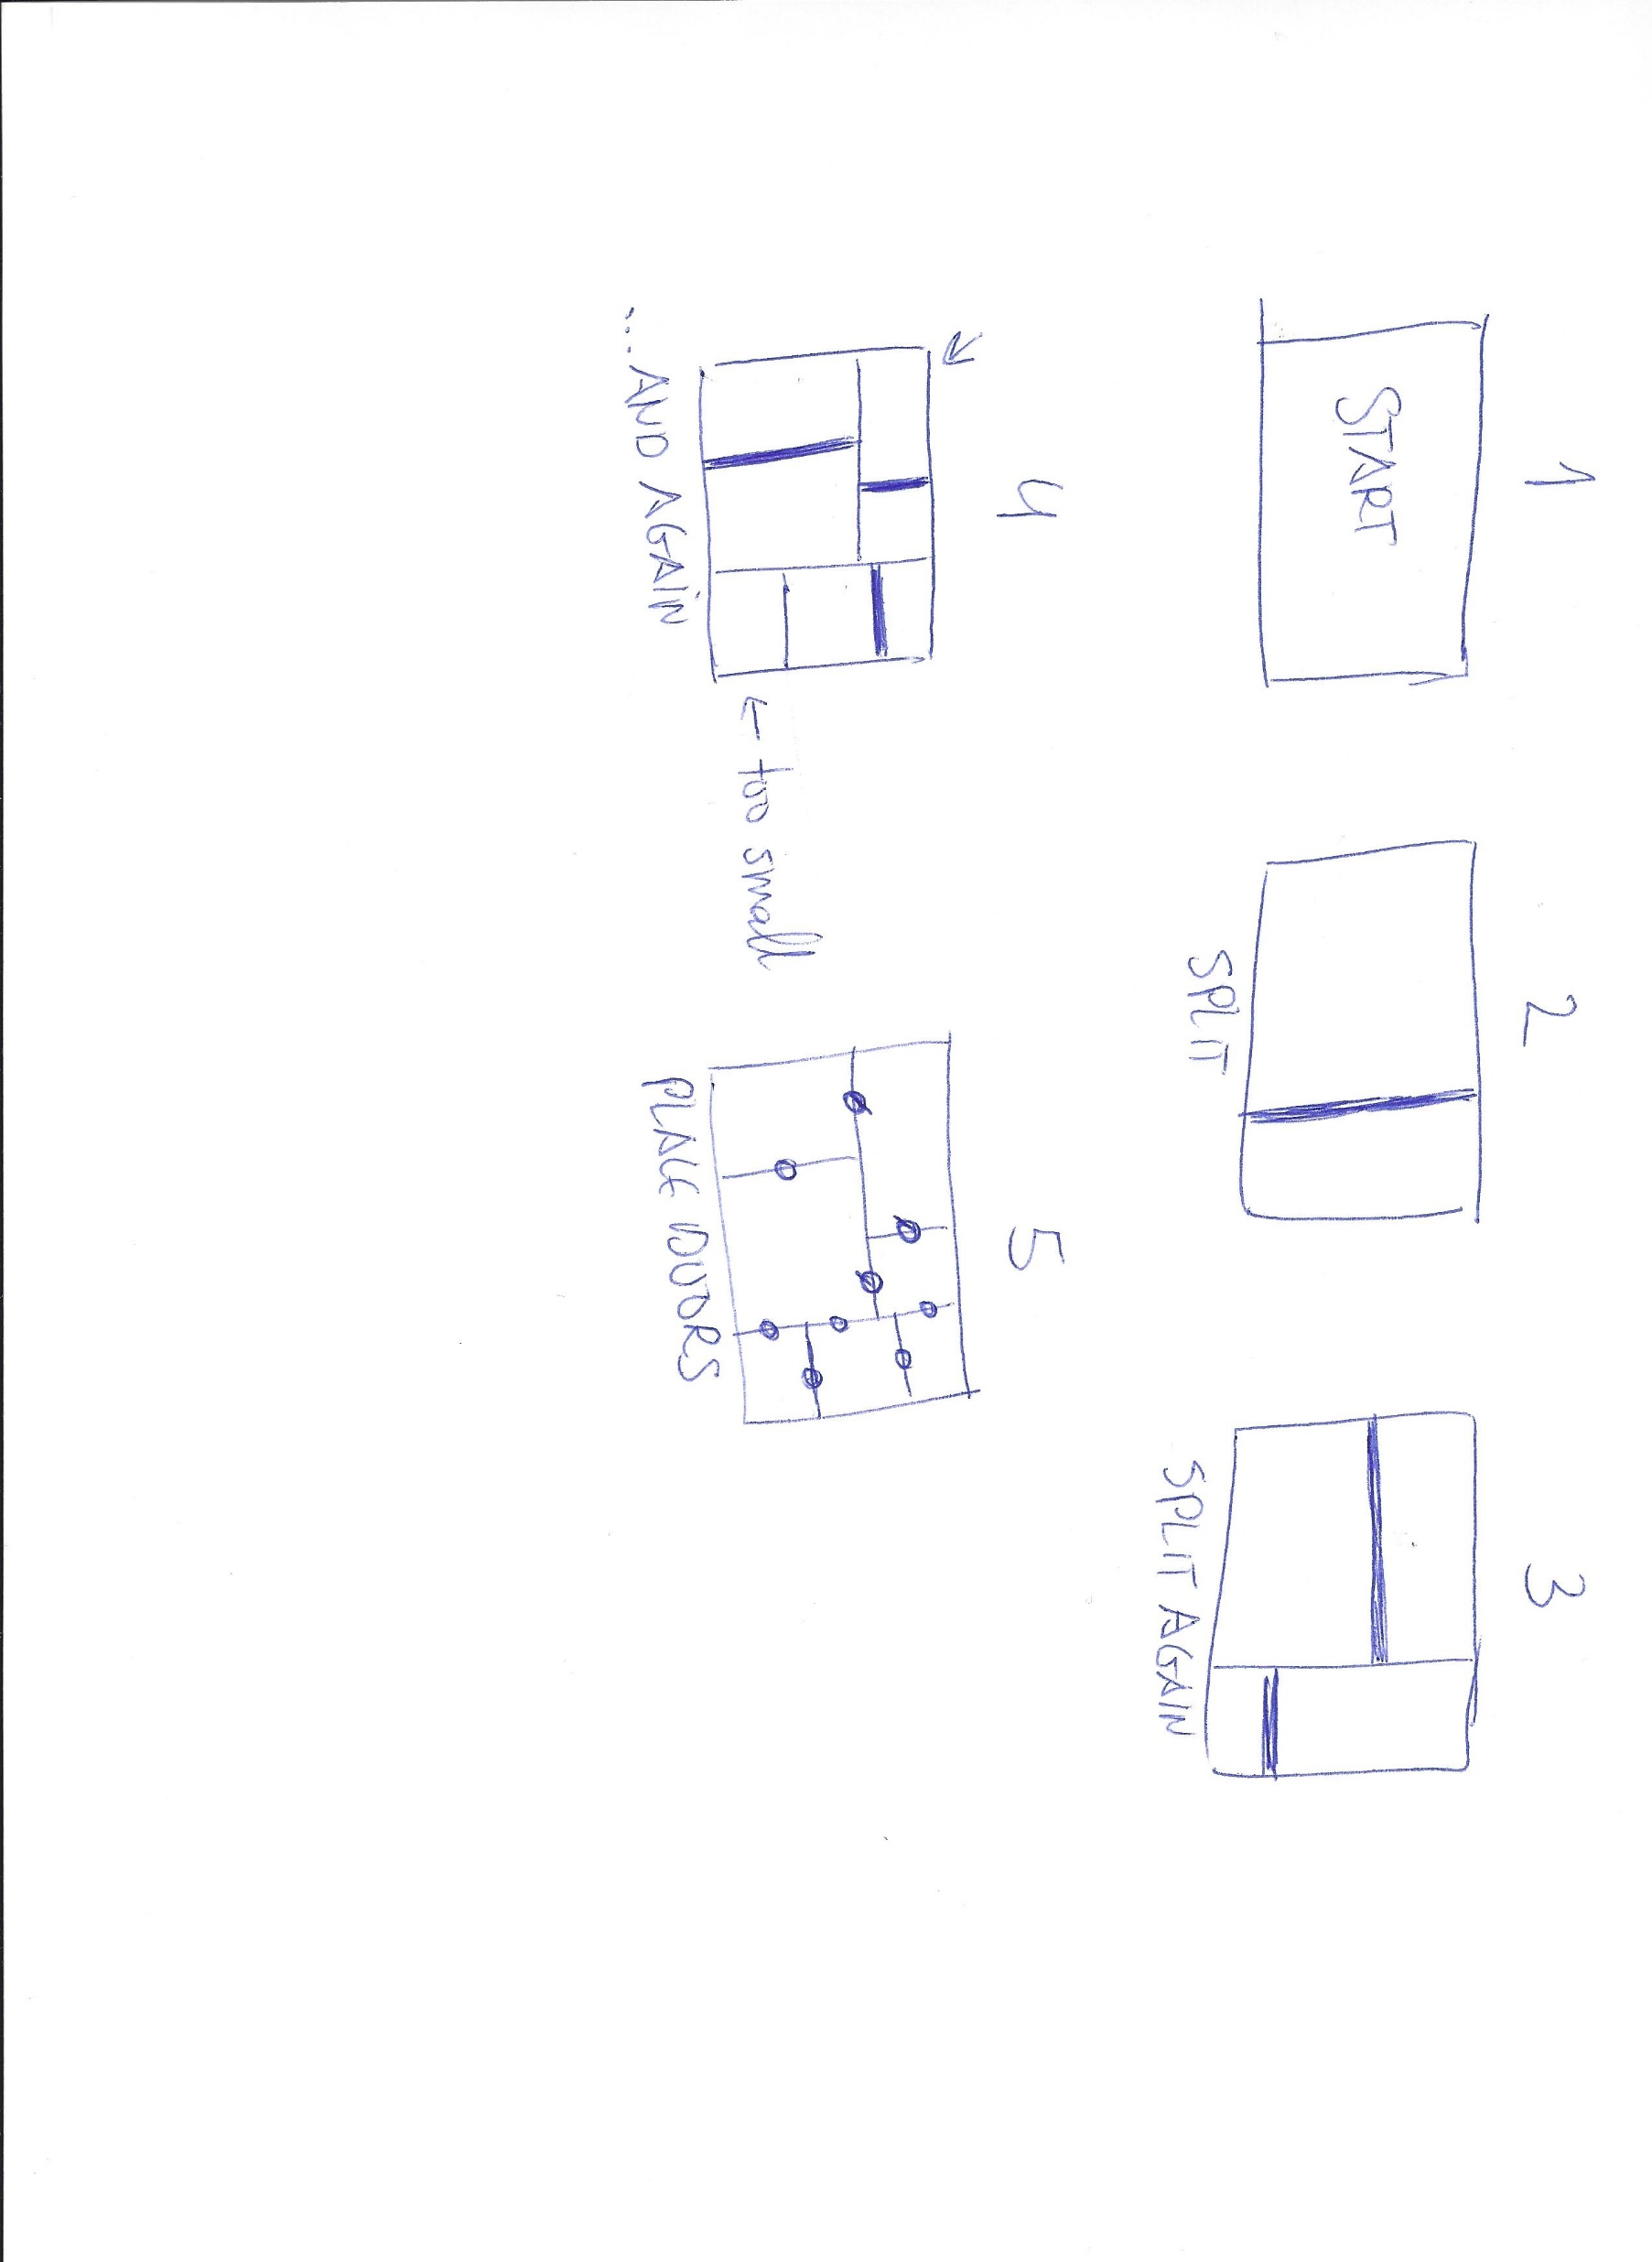 1
START
2
SPLIT
3
SPLIT AGAIN
4
← too small
...AND AGAIN
5
PLACE DOORS